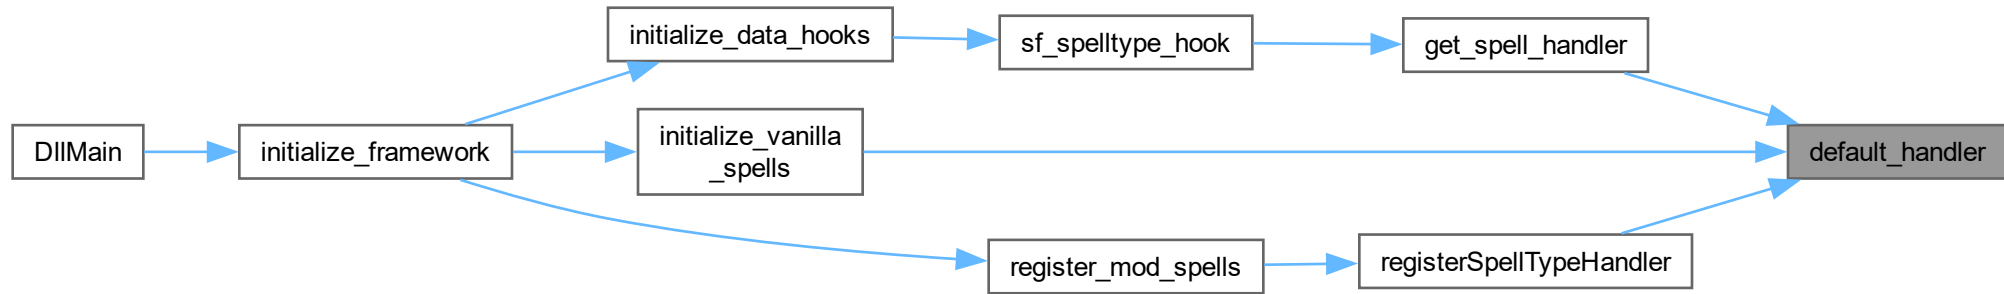 DllMain
initialize_framework
initialize_data_hooks
initialize_vanilla
_spells
sf_spelltype_hook
register_mod_spells
get_spell_handler
registerSpellTypeHandler
default_handler